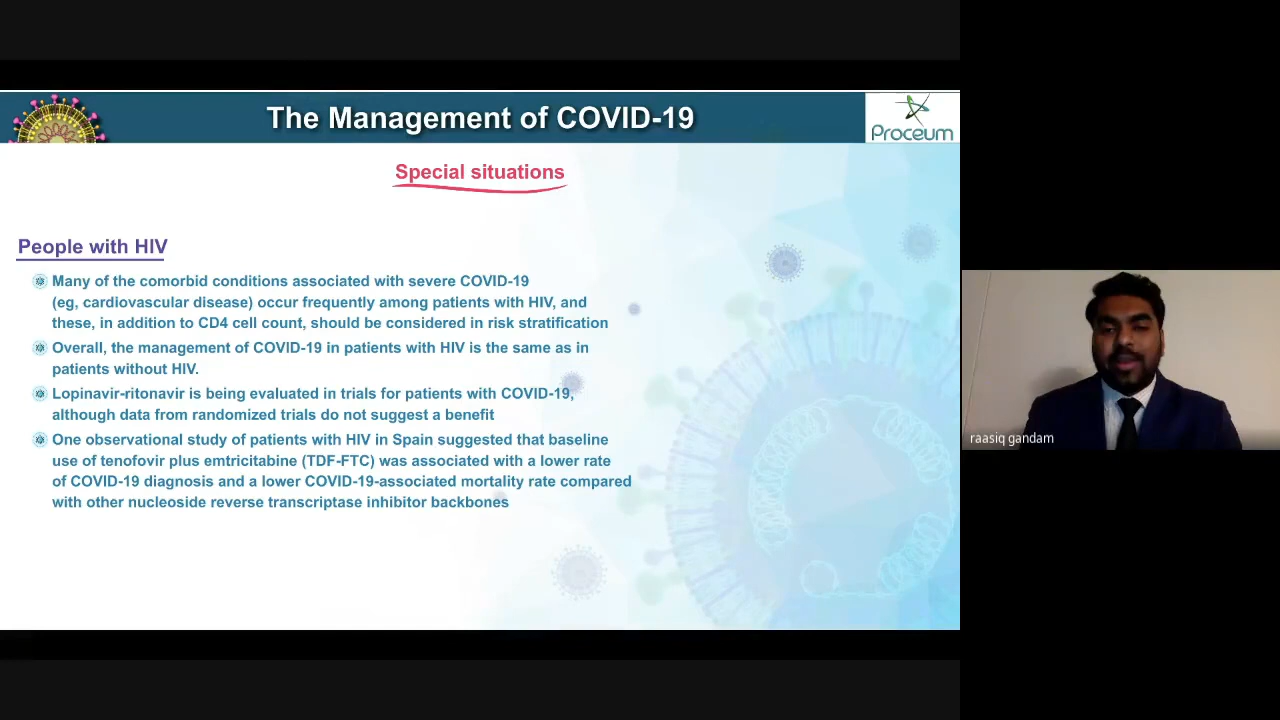 The Management of COVID-19
Proceum
Special situations
People with HIV
Many of the comorbid conditions associated with severe COVID-19
(eg, cardiovascular disease) occur frequently among patients with HIV, and
these, in addition to CD4 cell count, should be considered in risk stratification
Overall, the management of COVID-19 in patients with HIV is the same as in
patients without HIV.
Lopinavir-ritonavir is being evaluated in trials for patients with COVID-19,
although data from randomized trials do not suggest a benefit
One observational study of patients with HIV in Spain suggested that baseline
use of tenofovir plus emtricitabine (TDF-FTC) was associated with a lower rate
of COVID-19 diagnosis and a lower COVID-19-associated mortality rate compared
with other nucleoside reverse transcriptase inhibitor backbones
raasiq gandam